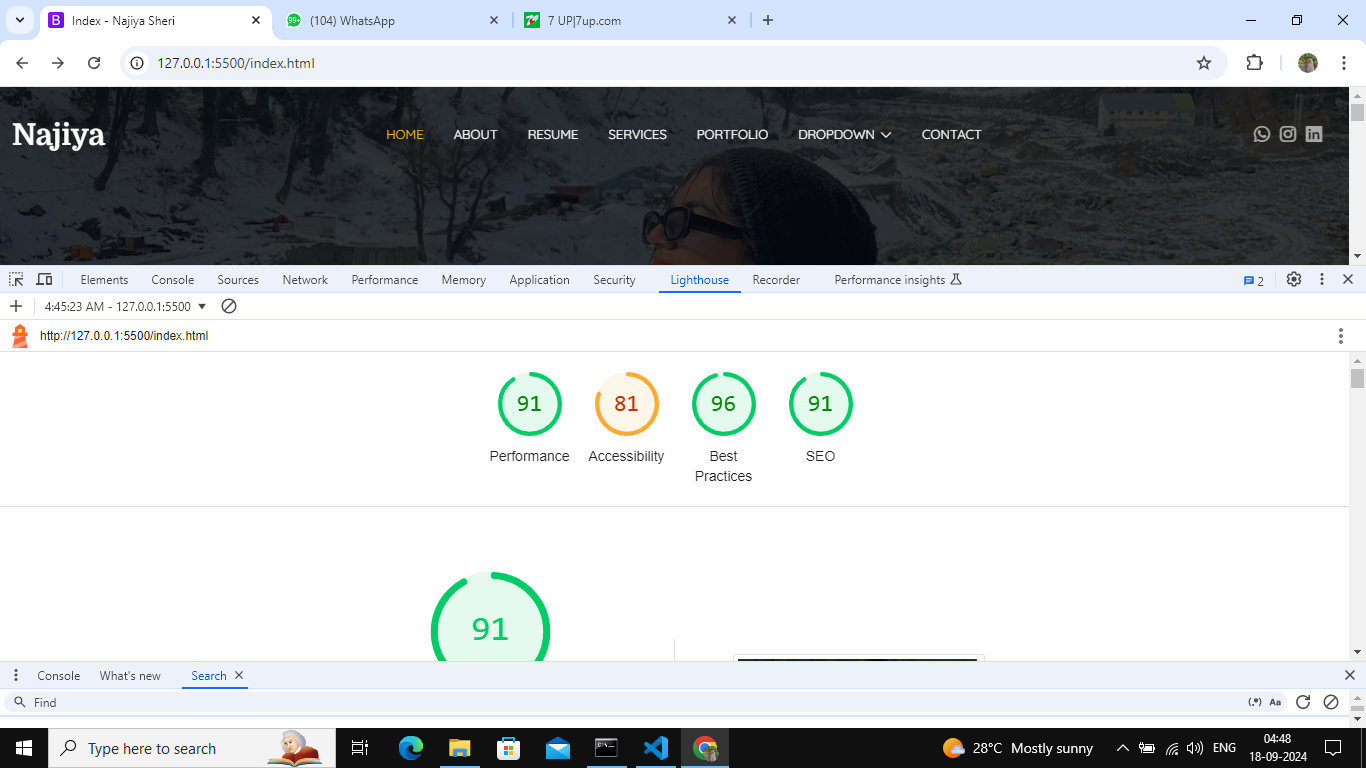 Index - Najiya Sheri
99+
(104) WhatsApp
7 UP|7up.com
127.0.0.1:5500/index.html
Najiya
HOME
ABOUT
RESUME
SERVICES
PORTFOLIO
DROPDOWN
CONTACT
Elements
Console
Sources
Network
Performance
Memory
Application
Security
Lighthouse
Recorder
Performance insights
2
4:45:23 AM - 127.0.0.1:5500
http://127.0.0.1:5500/index.html
91
81
96
91
Performance
Accessibility
Best
Practices
SEO
91
Console
What's new
Search
Find
(.*)
Aa
Type here to search
28°C Mostly sunny
ENG
04:48
18-09-2024